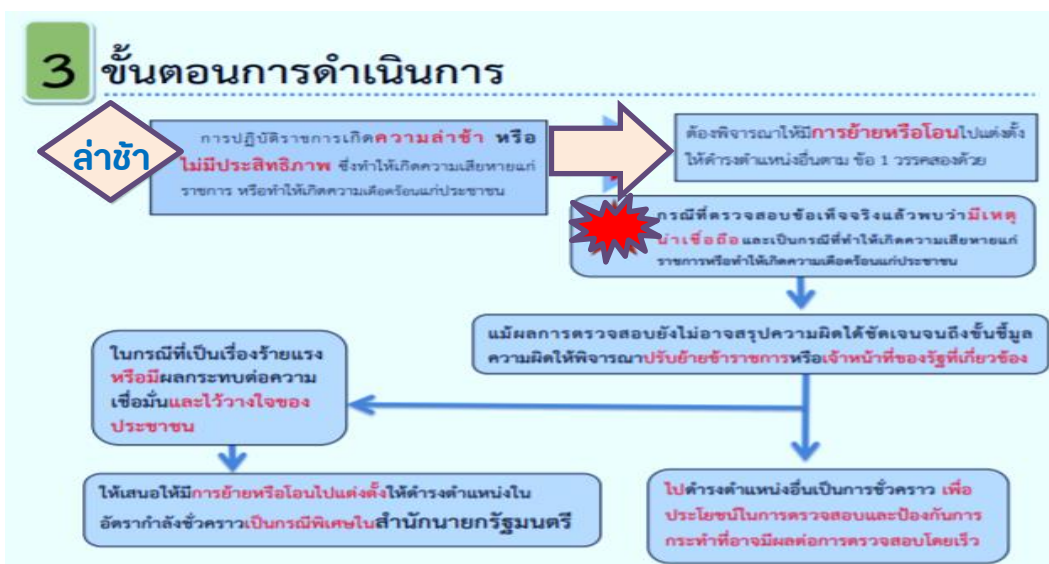 3 ขั้นตอนการดำเนินการ
ล่าช้า
การปฏิบัติราชการเกิดความล่าช้า หรือ
ไม่มีประสิทธิภาพ ซึ่งทำให้เกิดความเสียหายแก่
ราชการ หรือทำให้เกิดความเดือดร้อนแก่ประชาชน
ต้องพิจารณาให้มีการย้ายหรือโอนไปแต่งตั้ง
ให้ดำรงตำแหน่งอื่นตาม ข้อ 1 วรรคสองด้วย
กรณีที่ตรวจสอบข้อเท็จจริงแล้วพบว่ามีเหตุ
น่าเชื่อถือและเป็นกรณีที่ทำให้เกิดความเสียหายแก่
ราชการหรือทำให้เกิดความเดือดร้อนแก่ประชาชน
แม้ผลการตรวจสอบยังไม่อาจสรุปความผิดได้ชัดเจนจนถึงขั้นชี้มูล
ความผิดให้พิจารณาปรับย้ายข้าราชการหรือเจ้าหน้าที่ของรัฐที่เกี่ยวข้อง
ในกรณีที่เป็นเรื่องร้ายแรง
หรือมีผลกระทบต่อความ
เชื่อมั่นและไว้วางใจของ
ประชาชน
ให้เสนอให้มีการย้ายหรือโอนไปแต่งตั้งให้ดำรงตำแหน่งใน
อัตรากำลังชั่วคราวเป็นกรณีพิเศษในสำนักนายกรัฐมนตรี
ไปดำรงตำแหน่งอื่นเป็นการชั่วคราว เพื่อ
ประโยชน์ในการตรวจสอบและป้องกันการ
กระทำที่อาจมีผลต่อการตรวจสอบโดยเร็ว